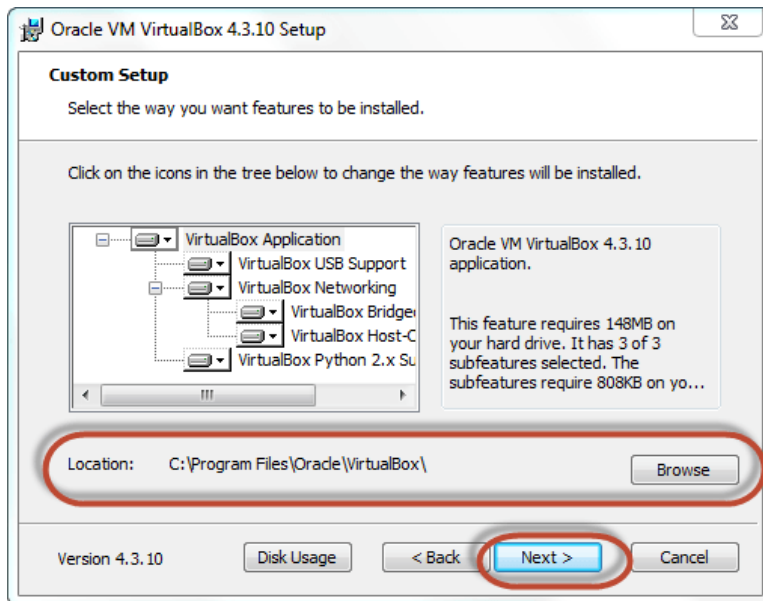 Oracle VM VirtualBox 4.3.10 Setup
Custom Setup
Select the way you want features to be installed.
Click on the icons in the tree below to change the way features will be installed.
VirtualBox Application
VirtualBox USB Support
VirtualBox Networking
VirtualBox Bridge
VirtualBox Host-C
VirtualBox Python 2.x Su
Oracle VM VirtualBox 4.3.10
application.
This feature requires 148MB on
your hard drive. It has 3 of 3
subfeatures selected. The
subfeatures require 808KB on yo...
Location: C:\Program Files\Oracle\VirtualBox\
Browse
Version 4.3.10 Disk Usage < Back Next > Cancel